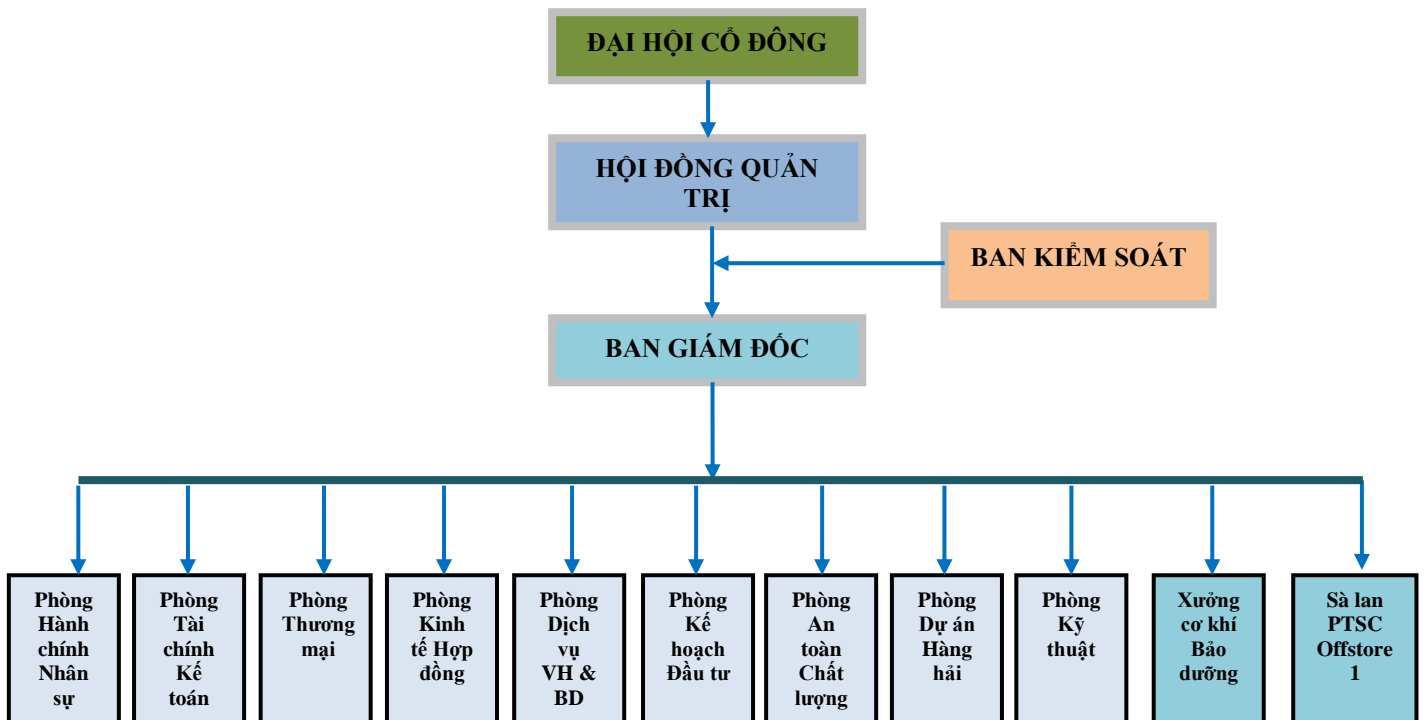 ĐẠI HỘI CỔ ĐÔNG
HỘI ĐỒNG QUẢN
TRỊ
BAN KIỂM SOÁT
BAN GIÁM ĐỐC
Phòng
Hành
chính
Nhân
sự
Phòng
Tài
chính
Kế
toán
Phòng
Thương
mại
Phòng
Kinh
tế Hợp
đồng
Phòng
Dịch
vụ
VH &
BD
Phòng
Kế
hoạch
Đầu tư
Phòng
An
toàn
Chất
lượng
Phòng
Dự án
Hàng
hải
Phòng
Kỹ
thuật
Xưởng
cơ khí
Bảo
dưỡng
Sà lan
PTSC
Offstore
1